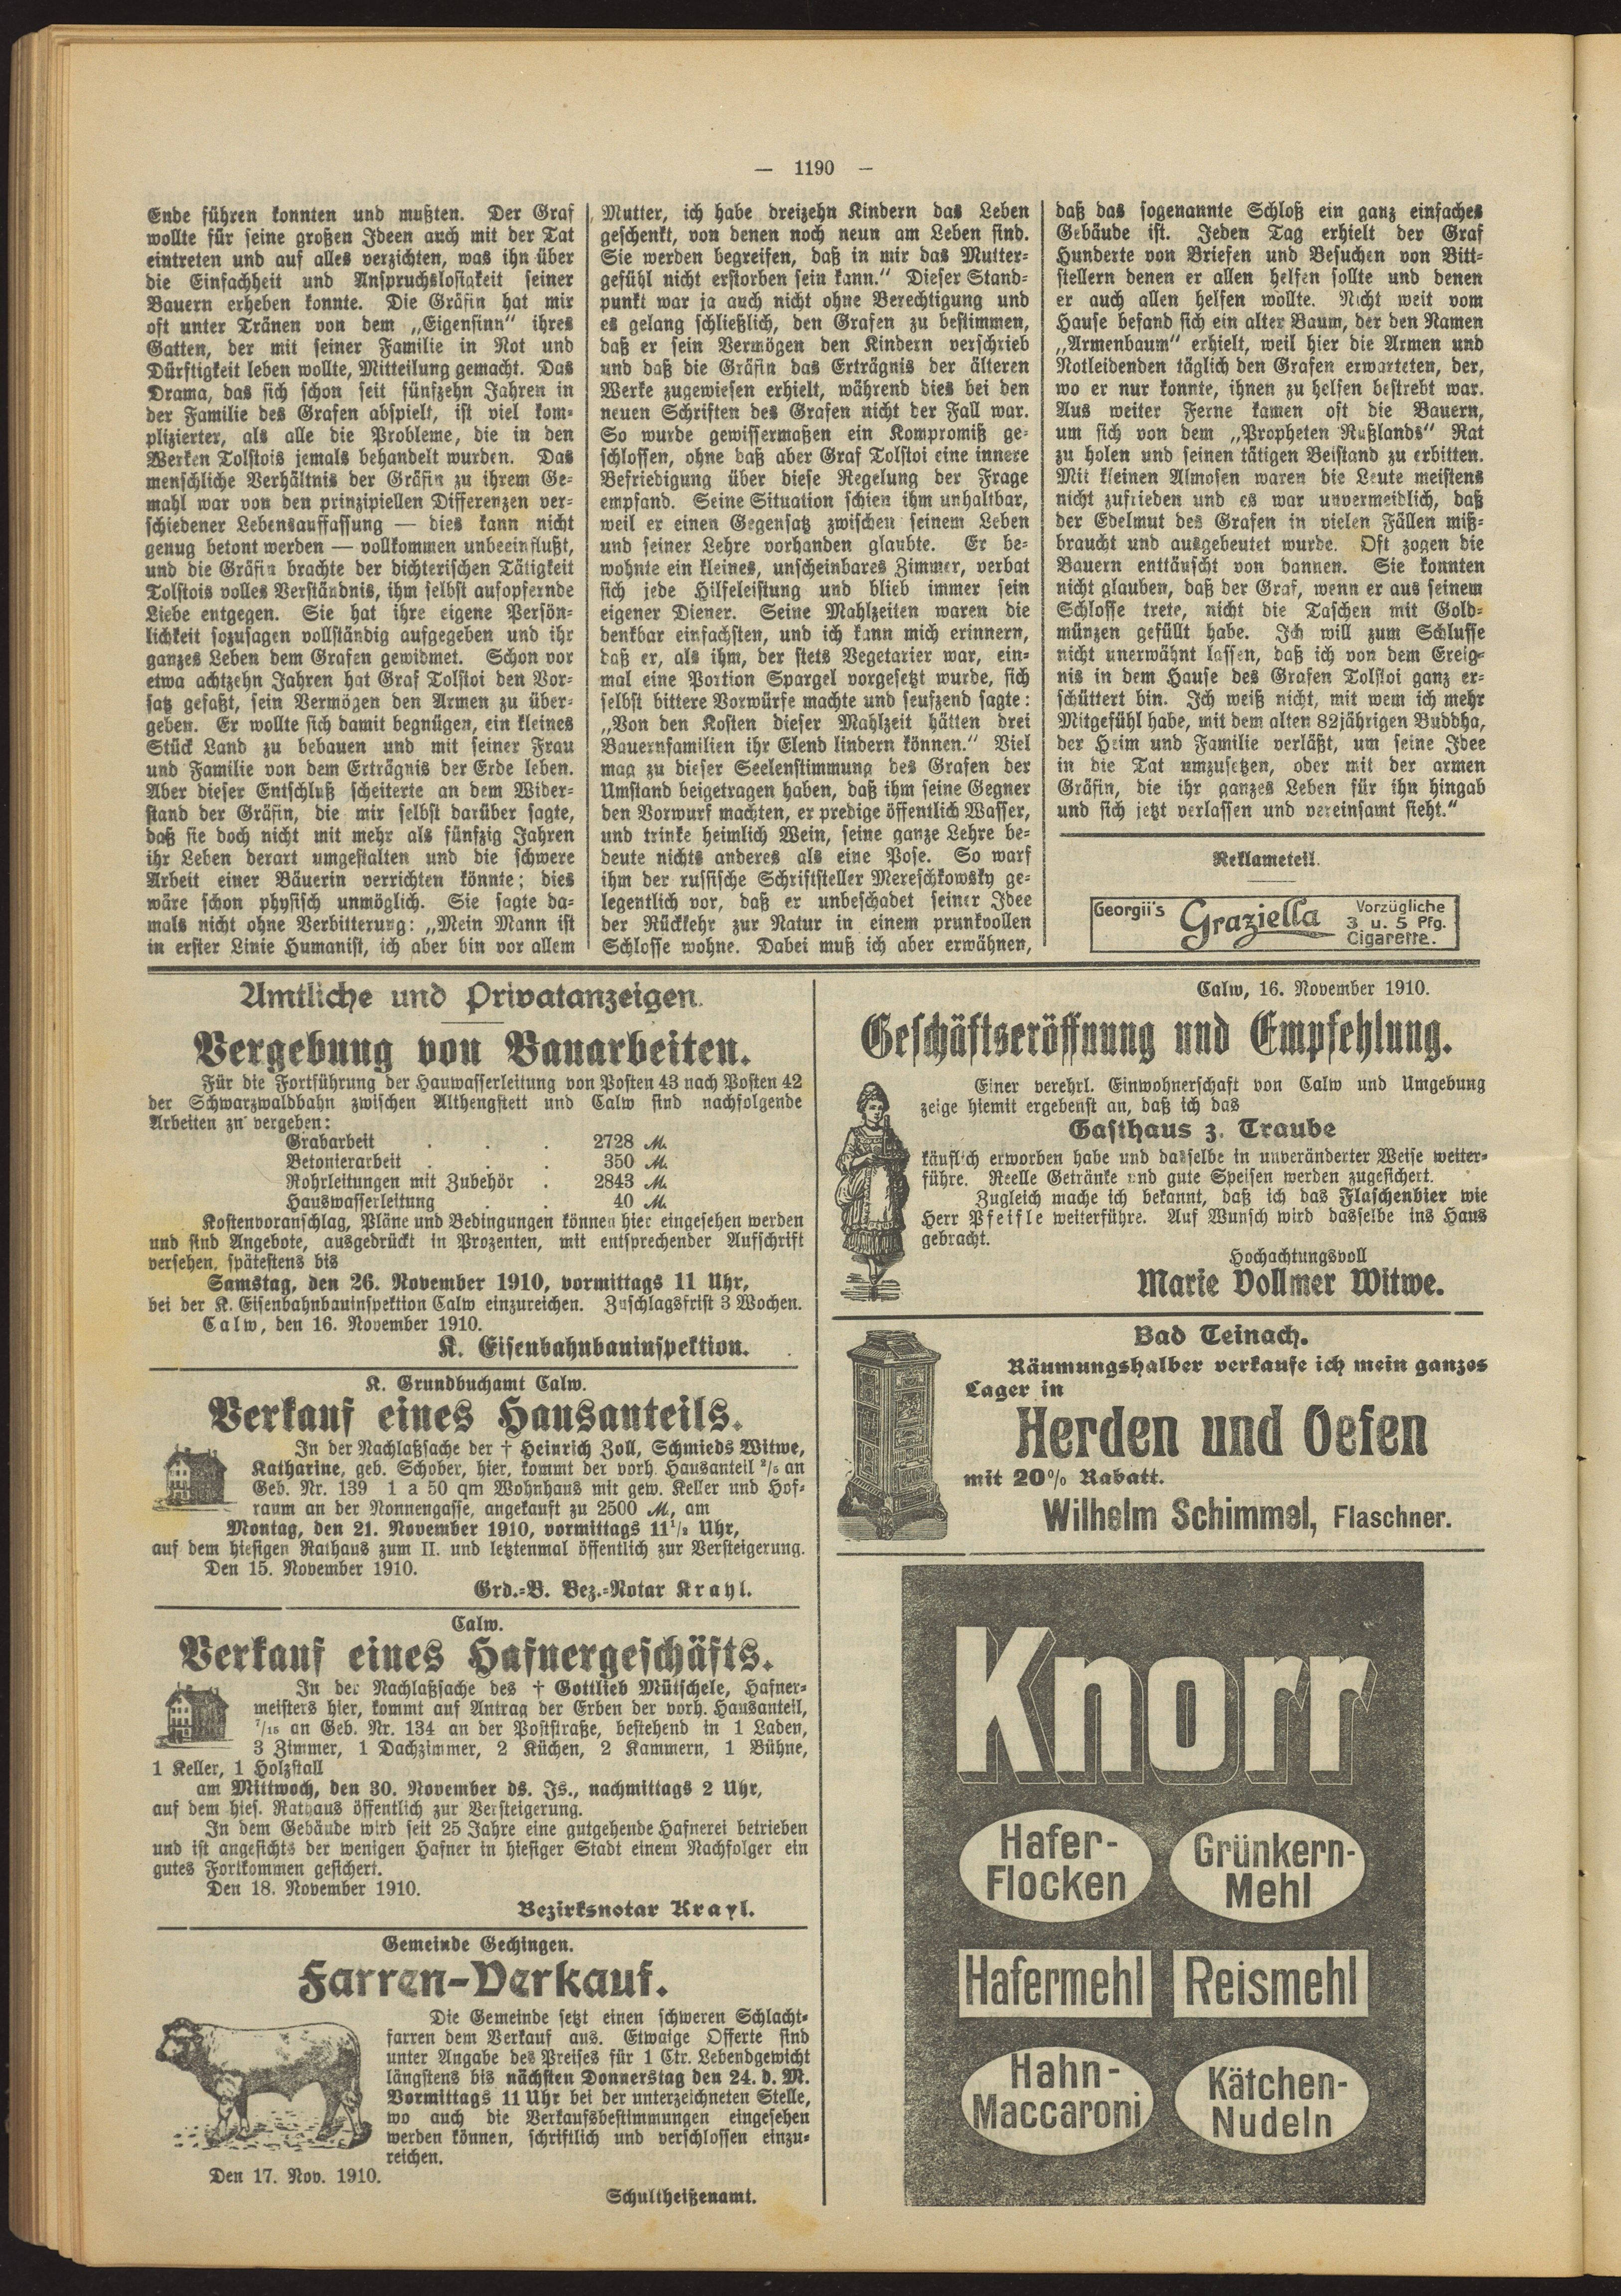 — 1190 —
Ende führen konnten und mußten. Der Graf
wollte für seine großen Ideen auch mit der Tat
eintreten und auf alles verzichten, was ihn über
die Einfachheit und Anspruchslosigkeit seiner
Bauern erheben konnte. Die Gräfin hat mir
oft unter Tränen von dem „Eigensinn“ ihres
Gatten, der mit seiner Familie in Not und
Dürftigkeit leben wollte, Mitteilung gemacht. Das
Drama, das sich schon seit fünfzehn Jahren in
der Familie des Grafen abspielt, ist viel kom-
plizierter, als alle die Probleme, die in den
Werken Tolstois jemals behandelt wurden. Das
menschliche Verhältnis der Gräfin zu ihrem Ge-
mahl war von den prinzipiellen Differenzen ver-
schiedener Lebensauffassung — dies kann nicht
genug betont werden — vollkommen unbeeinflußt,
und die Gräfin brachte der dichterischen Tätigkeit
Tolstois volles Verständnis, ihm selbst aufopfernde
Liebe entgegen. Sie hat ihre eigene Persön-
lichkeit sozusagen vollständig aufgegeben und ihr
ganzes Leben dem Grafen gewidmet. Schon vor
etwa achtzehn Jahren hat Graf Tolstoi den Vor-
satz gefaßt, sein Vermögen den Armen zu über-
geben. Er wollte sich damit begnügen, ein kleines
Stück Land zu bebauen und mit seiner Frau
und Familie von dem Erträgnis der Erde leben.
Aber dieser Entschluß scheiterte an dem Wider-
stand der Gräfin, die mir selbst darüber sagte,
daß sie doch nicht mit mehr als fünfzig Jahren
ihr Leben derart umgestalten und die schwere
Arbeit einer Bäuerin verrichten könnte; dies
wäre schon physisch unmöglich. Sie sagte da-
mals nicht ohne Verbitterung: „Mein Mann ist
in erster Linie Humanist, ich aber bin vor allem
Mutter, ich habe dreizehn Kindern das Leben
geschenkt, von denen noch neun am Leben sind.
Sie werden begreifen, daß in mir das Mutter-
gefühl nicht erstorben sein kann.“ Dieser Stand-
punkt war ja auch nicht ohne Berechtigung und
es gelang schließlich, den Grafen zu bestimmen,
daß er sein Vermögen den Kindern verschrieb
und daß die Gräfin das Erträgnis der älteren
Werke zugewiesen erhielt, während dies bei den
neuen Schriften des Grafen nicht der Fall war.
So wurde gewissermaßen ein Kompromiß ge-
schlossen, ohne daß aber Graf Tolstoi eine innere
Befriedigung über diese Regelung der Frage
empfand. Seine Situation schien ihm unhaltbar,
weil er einen Gegensatz zwischen seinem Leben
und seiner Lehre vorhanden glaubte. Er be-
wohnte ein kleines, unscheinbares Zimmer, verbat
sich jede Hilfeleistung und blieb immer sein
eigener Diener. Seine Mahlzeiten waren die
denkbar einfachsten, und ich kann mich erinnern,
daß er, als ihm, der stets Vegetarier war, ein-
mal eine Portion Spargel vorgesetzt wurde, sich
selbst bittere Vorwürfe machte und seufzend sagte:
„Von den Kosten dieser Mahlzeit hätten drei
Bauernfamilien ihr Elend lindern können.“ Viel
mag zu dieser Seelenstimmung des Grafen der
Umstand beigetragen haben, daß ihm seine Gegner
den Vorwurf machten, er predige öffentlich Wasser,
und trinke heimlich Wein, seine ganze Lehre be-
deute nichts anderes als eine Pose. So warf
ihm der russische Schriftsteller Mereschkowsky ge-
legentlich vor, daß er unbeschadet seiner Idee
der Rückkehr zur Natur in einem prunkvollen
Schlosse wohne. Dabei muß ich aber erwähnen,
daß das sogenannte Schloß ein ganz einfaches
Gebäude ist. Jeden Tag erhielt der Graf
Hunderte von Briefen und Besuchen von Bitt-
stellern denen er allen helfen sollte und denen
er auch allen helfen wollte. Nicht weit vom
Hause befand sich ein alter Baum, der den Namen
„Armenbaum“ erhielt, weil hier die Armen und
Notleidenden täglich den Grafen erwarteten, der,
wo er nur konnte, ihnen zu helfen bestrebt war.
Aus weiter Ferne kamen oft die Bauern,
um sich von dem „Propheten Rußlands“ Rat
zu holen und seinen tätigen Beistand zu erbitten.
Mit kleinen Almosen waren die Leute meistens
nicht zufrieden und es war unvermeidlich, daß
der Edelmut des Grafen in vielen Fällen miß-
braucht und ausgebeutet wurde. Oft zogen die
Bauern enttäuscht von dannen. Sie konnten
nicht glauben, daß der Graf, wenn er aus seinem
Schlosse trete, nicht die Taschen mit Gold-
münzen gefüllt habe. Ich will zum Schlusse
nicht unerwähnt lassen, daß ich von dem Ereig-
nis in dem Hause des Grafen Tolstoi ganz er-
schüttert bin. Ich weiß nicht, mit wem ich mehr
Mitgefühl habe, mit dem alten 82jährigen Buddha,
der Heim und Familie verläßt, um seine Idee
in die Tat umzusetzen, oder mit der armen
Gräfin, die ihr ganzes Leben für ihn hingab
und sich jetzt verlassen und vereinsamt sieht.“
Reklameteil.
Georgii's Graziella Vorzügliche
3 u. 5 Pfg.
Cigarette.
Amtliche und Privatanzeigen.
Vergebung von Bauarbeiten.
Für die Fortführung der Hauwasserleitung von Posten 43 nach Posten 42
der Schwarzwaldbahn zwischen Althengstett und Calw sind nachfolgende
Arbeiten zu vergeben:
Grabarbeit . . . 2728 M.
Betonierarbeit . . . 350 M.
Rohrleitungen mit Zubehör . 2843 M.
Hauswasserleitung . . 40 M.
Kostenvoranschlag, Pläne und Bedingungen können hier eingesehen werden
und sind Angebote, ausgedrückt in Prozenten, mit entsprechender Aufschrift
versehen, spätestens bis
Samstag, den 26. November 1910, vormittags 11 Uhr,
bei der K. Eisenbahnbauinspektion Calw einzureichen. Zuschlagsfrist 3 Wochen.
Calw, den 16. November 1910.
K. Eisenbahnbauinspektion.
K. Grundbuchamt Calw.
Verkauf eines Hausanteils.
In der Nachlaßsache der † Heinrich Zoll, Schmieds Witwe,
Katharine, geb. Schober, hier, kommt der vorh. Hausanteil 2/5 an
Geb. Nr. 139 1 a 50 qm Wohnhaus mit gew. Keller und Hof-
raum an der Nonnengasse, angekauft zu 2500 M, am
Montag, den 21. November 1910, vormittags 11½ Uhr,
auf dem hiesigen Rathaus zum II. und letztenmal öffentlich zur Versteigerung.
Den 15. November 1910.
Grd.-B. Bez.-Notar Krayl.
Calw.
Verkauf eines Hafnergeschäfts.
In der Nachlaßsache des † Gottlieb Mütschele, Hafner-
meisters hier, kommt auf Antrag der Erben der vorh. Hausanteil,
7/15 an Geb. Nr. 134 an der Poststraße, bestehend in 1 Laden,
3 Zimmer, 1 Dachzimmer, 2 Küchen, 2 Kammern, 1 Bühne,
1 Keller, 1 Holzstall
am Mittwoch, den 30. November ds. Js., nachmittags 2 Uhr,
auf dem hies. Rathaus öffentlich zur Versteigerung.
In dem Gebäude wird seit 25 Jahre eine gutgehende Hafnerei betrieben
und ist angesichts der wenigen Hafner in hiesiger Stadt einem Nachfolger ein
gutes Fortkommen gesichert.
Den 18. November 1910.
Bezirksnotar Krayl.
Gemeinde Gechingen.
Farren-Verkauf.
Die Gemeinde setzt einen schweren Schlacht-
farren dem Verkauf aus. Etwaige Offerte sind
unter Angabe des Preises für 1 Ctr. Lebendgewicht
längstens bis nächsten Donnerstag den 24. d. M.
Vormittags 11 Uhr bei der unterzeichneten Stelle,
wo auch die Verkaufsbestimmungen eingesehen
werden können, schriftlich und verschlossen einzu-
reichen.
Den 17. Nov. 1910.
Schultheißenamt.
Calw, 16. November 1910.
Geschäftseröffnung und Empfehlung.
Einer verehrl. Einwohnerschaft von Calw und Umgebung
zeige hiemit ergebenst an, daß ich das
Gasthaus z. Traube
käuflich erworben habe und dasselbe in unveränderter Weise weiter-
führe. Reelle Getränke und gute Speisen werden zugesichert.
Zugleich mache ich bekannt, daß ich das Flaschenbier wie
Herr Pfeifle weiterführe. Auf Wunsch wird dasselbe ins Haus
gebracht.
Hochachtungsvoll
Marie Vollmer Witwe.
Bad Teinach.
Räumungshalber verkaufe ich mein ganzes
Lager in
Herden und Oefen
mit 20% Rabatt.
Wilhelm Schimmel, Flaschner.
Knorr
Hafer-
Flocken
Grünkern-
Mehl
Hafermehl
Reismehl
Hahn-
Maccaroni
Kätchen-
Nudeln